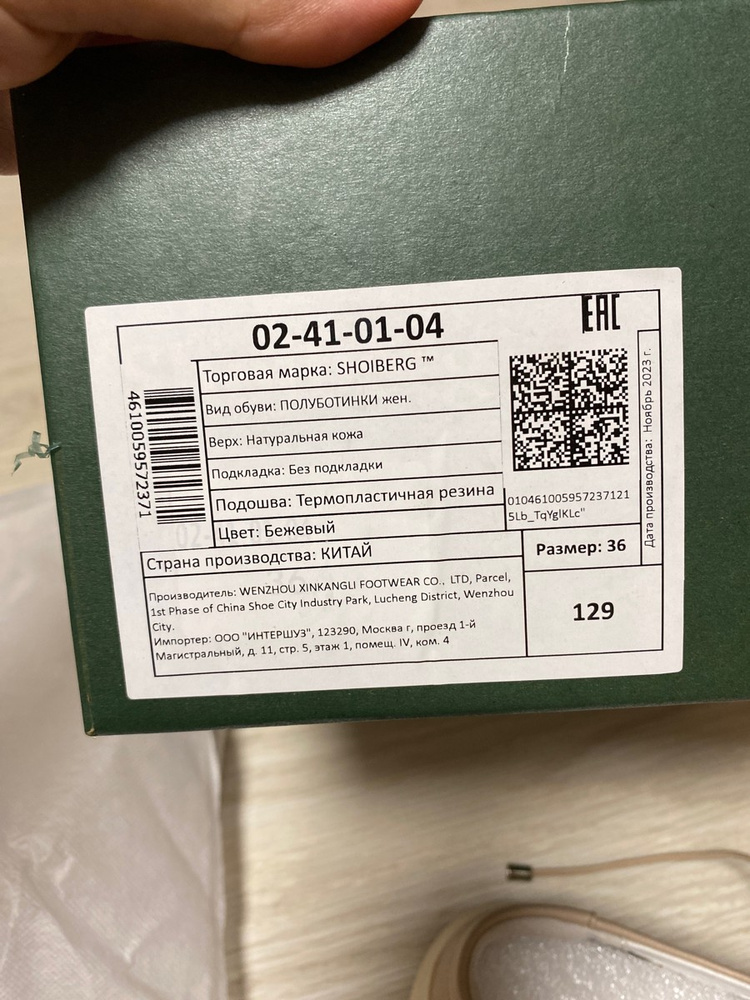 02-41-01-04
EAC
Торговая марка: SHOIBERG ™
Вид обуви: ПОЛУБОТИНКИ жен.
Верх: Натуральная кожа
Подкладка: Без подкладки
Подошва: Термопластичная резина
Цвет: Бежевый
4610059572371
010461005957237121
5Lb_TqYglKLc"
Дата производства: Ноябрь 2023 г.
Страна производства: КИТАЙ
Размер: 36
129
Производитель: WENZHOU XINKANGLI FOOTWEAR CO., LTD, Parcel,
1st Phase of China Shoe City Industry Park, Lucheng District, Wenzhou
City.
Импортер: ООО "ИНТЕРШУЗ", 123290, Москва г, проезд 1-й
Магистральный, д. 11, стр. 5, этаж 1, помещ. IV, ком. 4